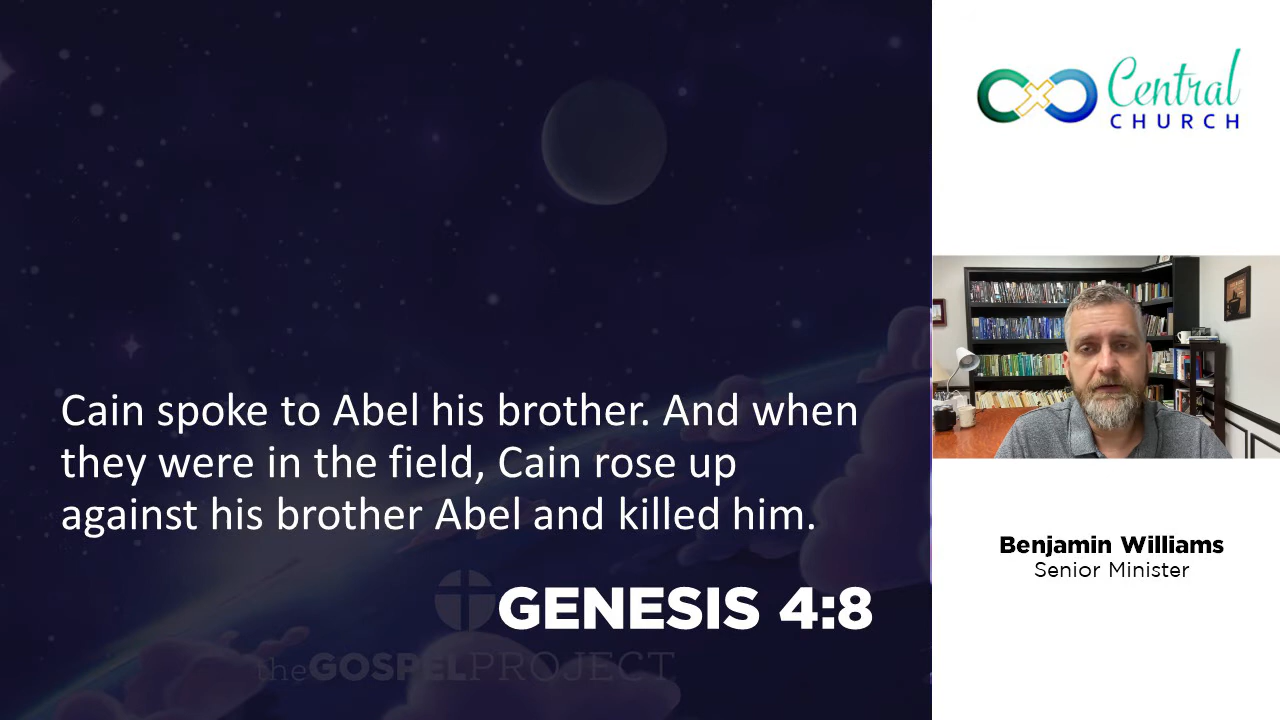 Cain spoke to Abel his brother. And when
they were in the field, Cain rose up
against his brother Abel and killed him.
GENESIS 4:8
theGOSPELPROJECT
Central
CHURCH
Benjamin Williams
Senior Minister